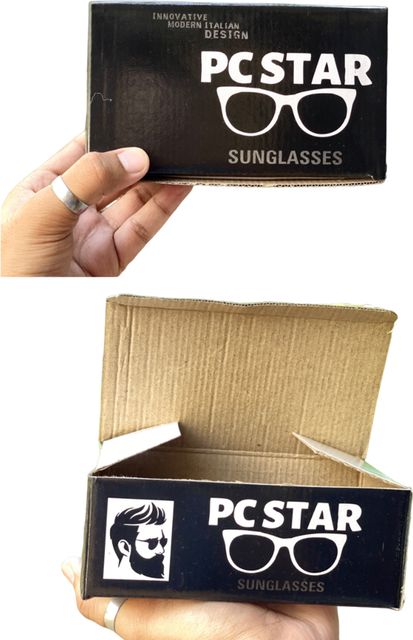 INNOVATIVE
MODERN ITALIAN
DESIGN
PC STAR
SUNGLASSES
PC STAR
SUNGLASSES